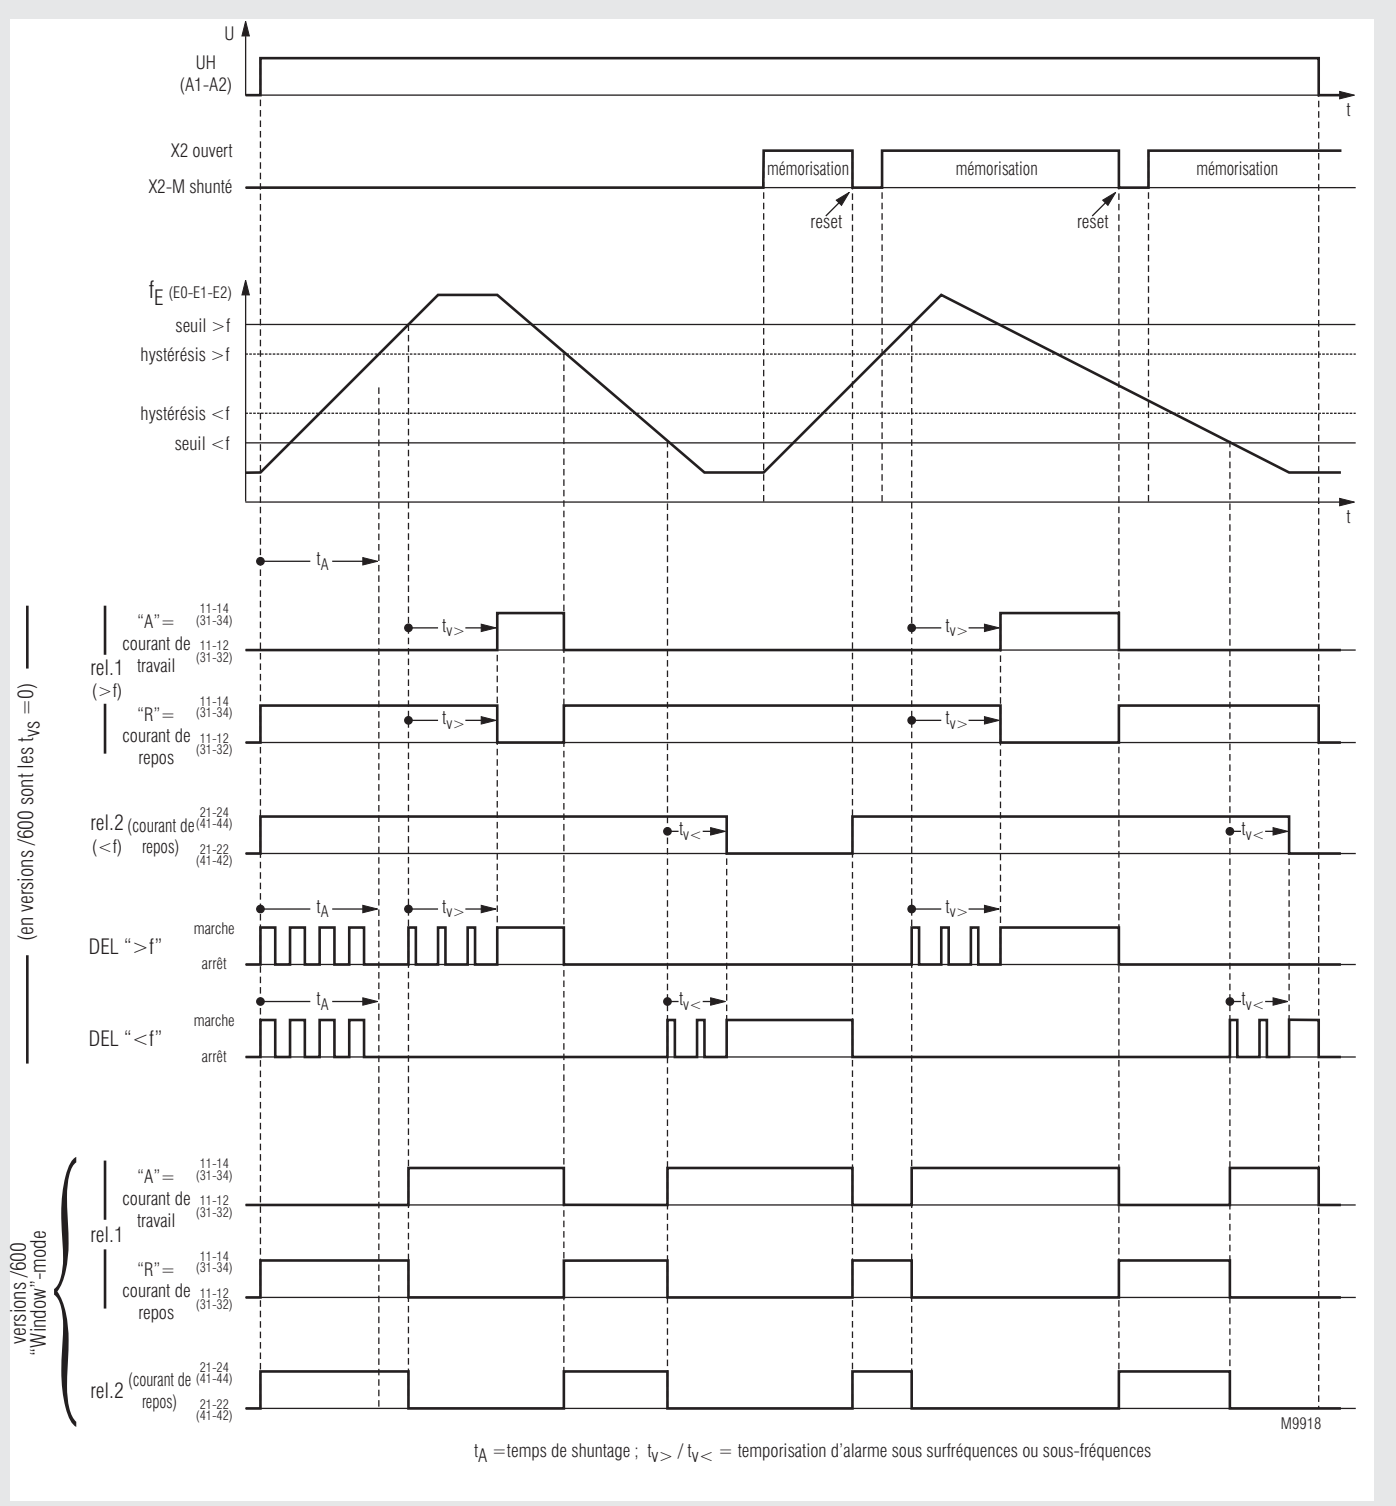 U
UH
(A1-A2)
t
X2 ouvert
mémorisation
mémorisation
mémorisation
X2-M shunté
reset
reset
fE (E0-E1-E2)
seuil >f
hystérésis >f
hystérésis <f
seuil <f
t
tA
"A"=
courant de
travail
11-14
(31-34)
11-12
(31-32)
tv>
tv>
rel.1
(>f)
"R"=
courant de
repos
11-14
(31-34)
11-12
(31-32)
tv>
tv>
(en versions /600 sont les tvs =0)
rel.2 (courant de
(<f) repos)
21-24
(41-44)
21-22
(41-42)
tv<
tv<
tA
tv>
tv>
DEL ">f"
marche
arrêt
tA
tv<
tv<
DEL "<f"
marche
arrêt
versions /600
"Window"-mode
"A"=
courant de
travail
11-14
(31-34)
11-12
(31-32)
rel.1
"R"=
courant de
repos
11-14
(31-34)
11-12
(31-32)
rel.2 (courant de
repos)
21-24
(41-44)
21-22
(41-42)
M9918
tA =temps de shuntage ; tv> / tv< = temporisation d'alarme sous surfréquences ou sous-fréquences